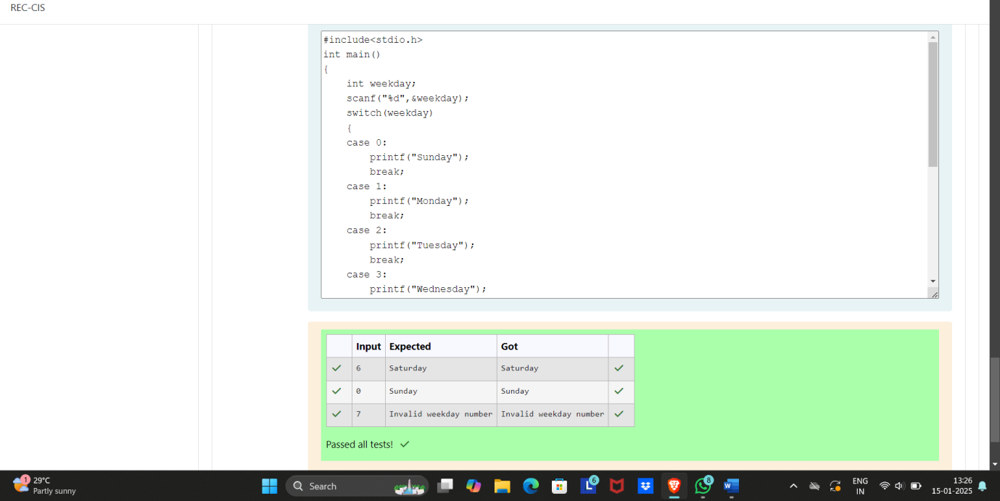 REC-CIS
#include<stdio.h>
int main()
{
    int weekday;
    scanf("%d",&weekday);
    switch(weekday)
    {
    case 0:
        printf("Sunday");
        break;
    case 1:
        printf("Monday");
        break;
    case 2:
        printf("Tuesday");
        break;
    case 3:
        printf("Wednesday");
Input Expected Got
6 Saturday Saturday
0 Sunday Sunday
7 Invalid weekday number Invalid weekday number
Passed all tests!
1 29°C
Partly sunny
Search
L 6
8
W
ENG
IN
13:26
15-01-2025